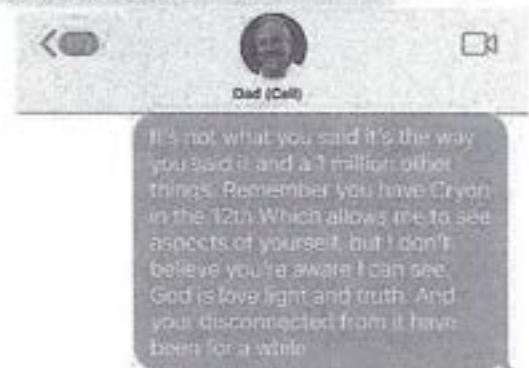 Dad (Cell)
It's not what you said it's the way
you said it and a 1 million other
things. Remember you have
in the 12th Which allows me to see
aspects of yourself, but I don't
believe you're aware I can see.
God is love light and truth. And
your disconnected from it have
been for a while